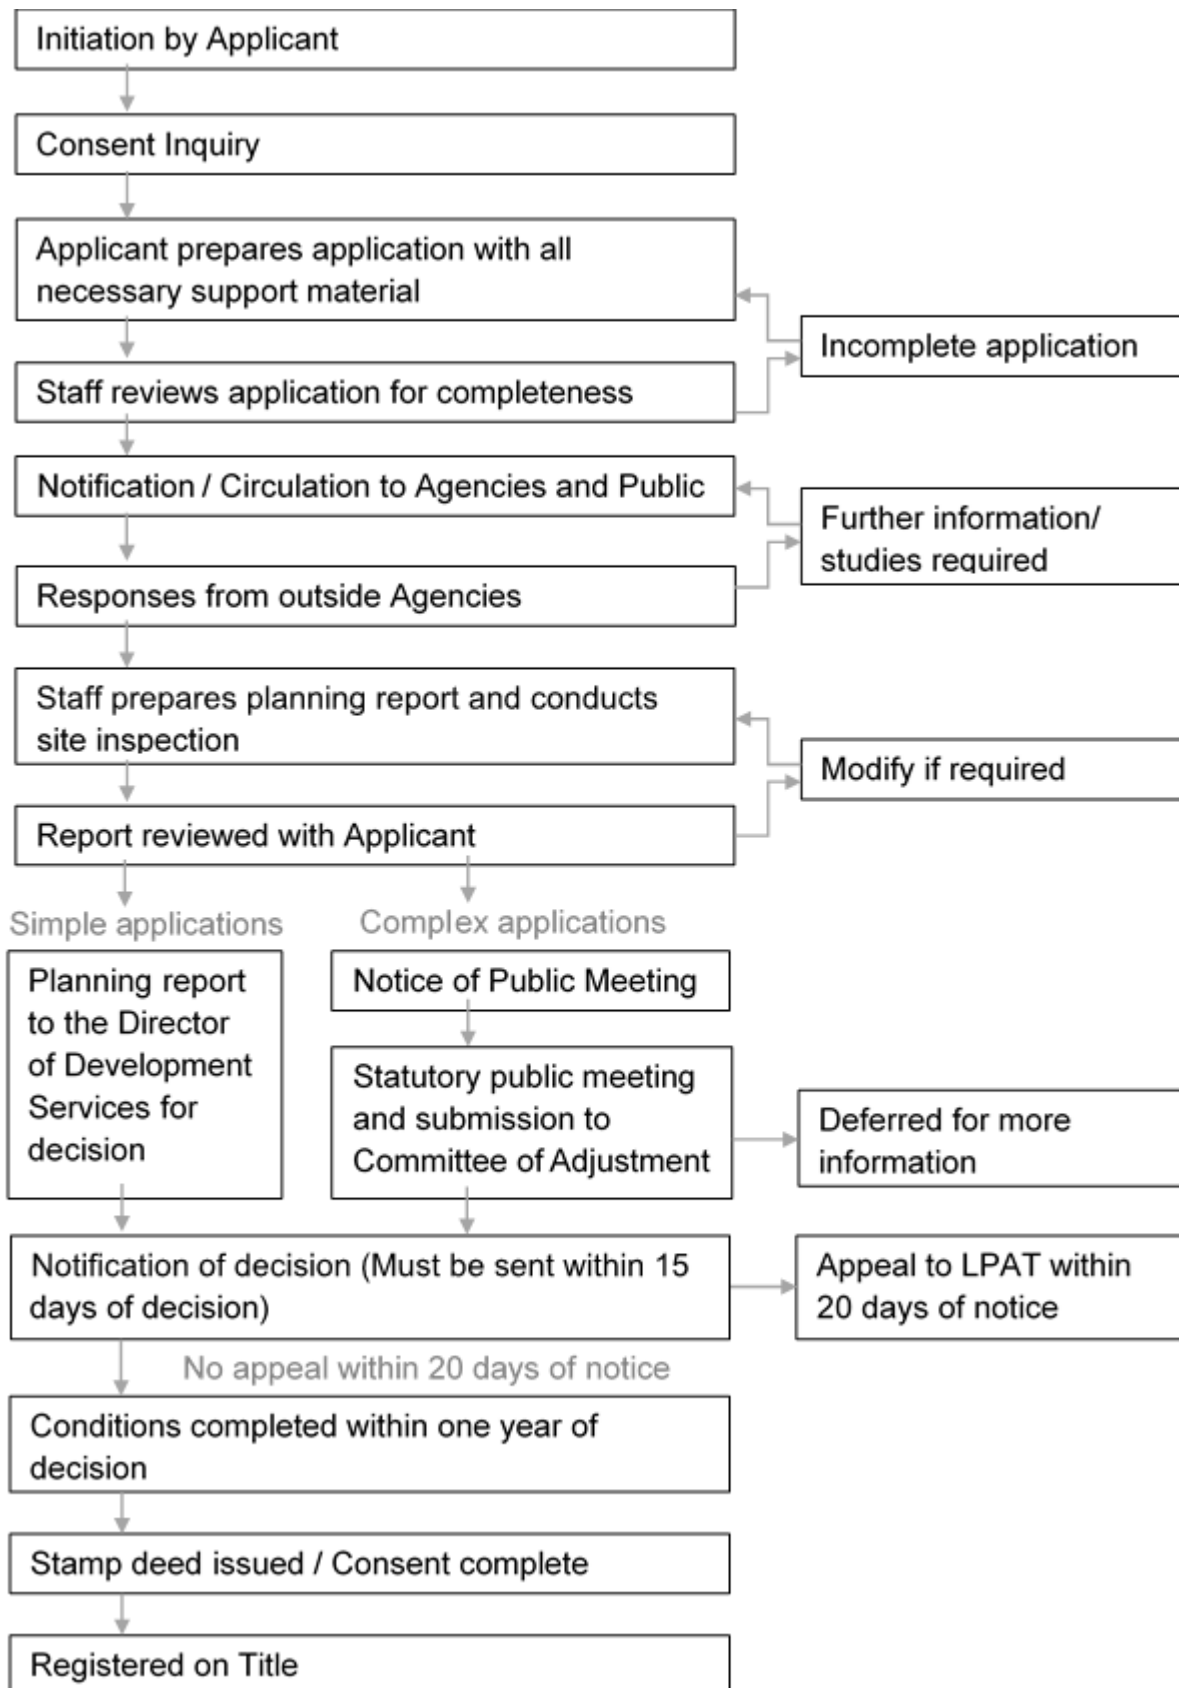 Initiation by Applicant
Consent Inquiry
Applicant prepares application with all
necessary support material
Incomplete application
Staff reviews application for completeness
Notification / Circulation to Agencies and Public
Further information/
studies required
Responses from outside Agencies
Staff prepares planning report and conducts
site inspection
Modify if required
Report reviewed with Applicant
Simple applications
Complex applications
Planning report
to the Director
of Development
Services for
decision
Notice of Public Meeting
Statutory public meeting
and submission to
Committee of Adjustment
Deferred for more
information
Notification of decision (Must be sent within 15
days of decision)
Appeal to LPAT within
20 days of notice
No appeal within 20 days of notice
Conditions completed within one year of
decision
Stamp deed issued / Consent complete
Registered on Title